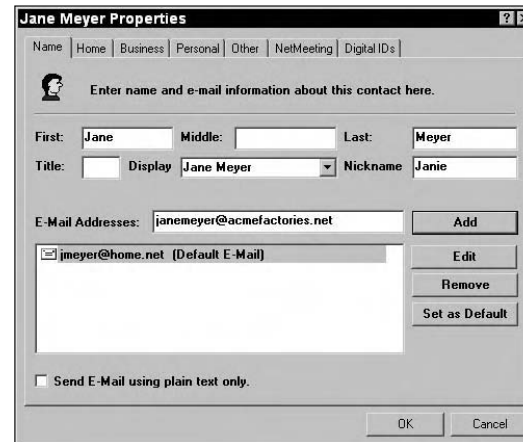 Jane Meyer Properties
Name Home Business Personal Other NetMeeting Digital IDs
Enter name and e-mail information about this contact here.
First: Jane Middle: Last: Meyer
Title: Display Jane Meyer Nickname Janie
E-Mail Addresses: janemeyer@acmefactories.net Add
jmeyer@home.net (Default E-Mail) Edit
Remove
Set as Default
Send E-Mail using plain text only.
OK Cancel